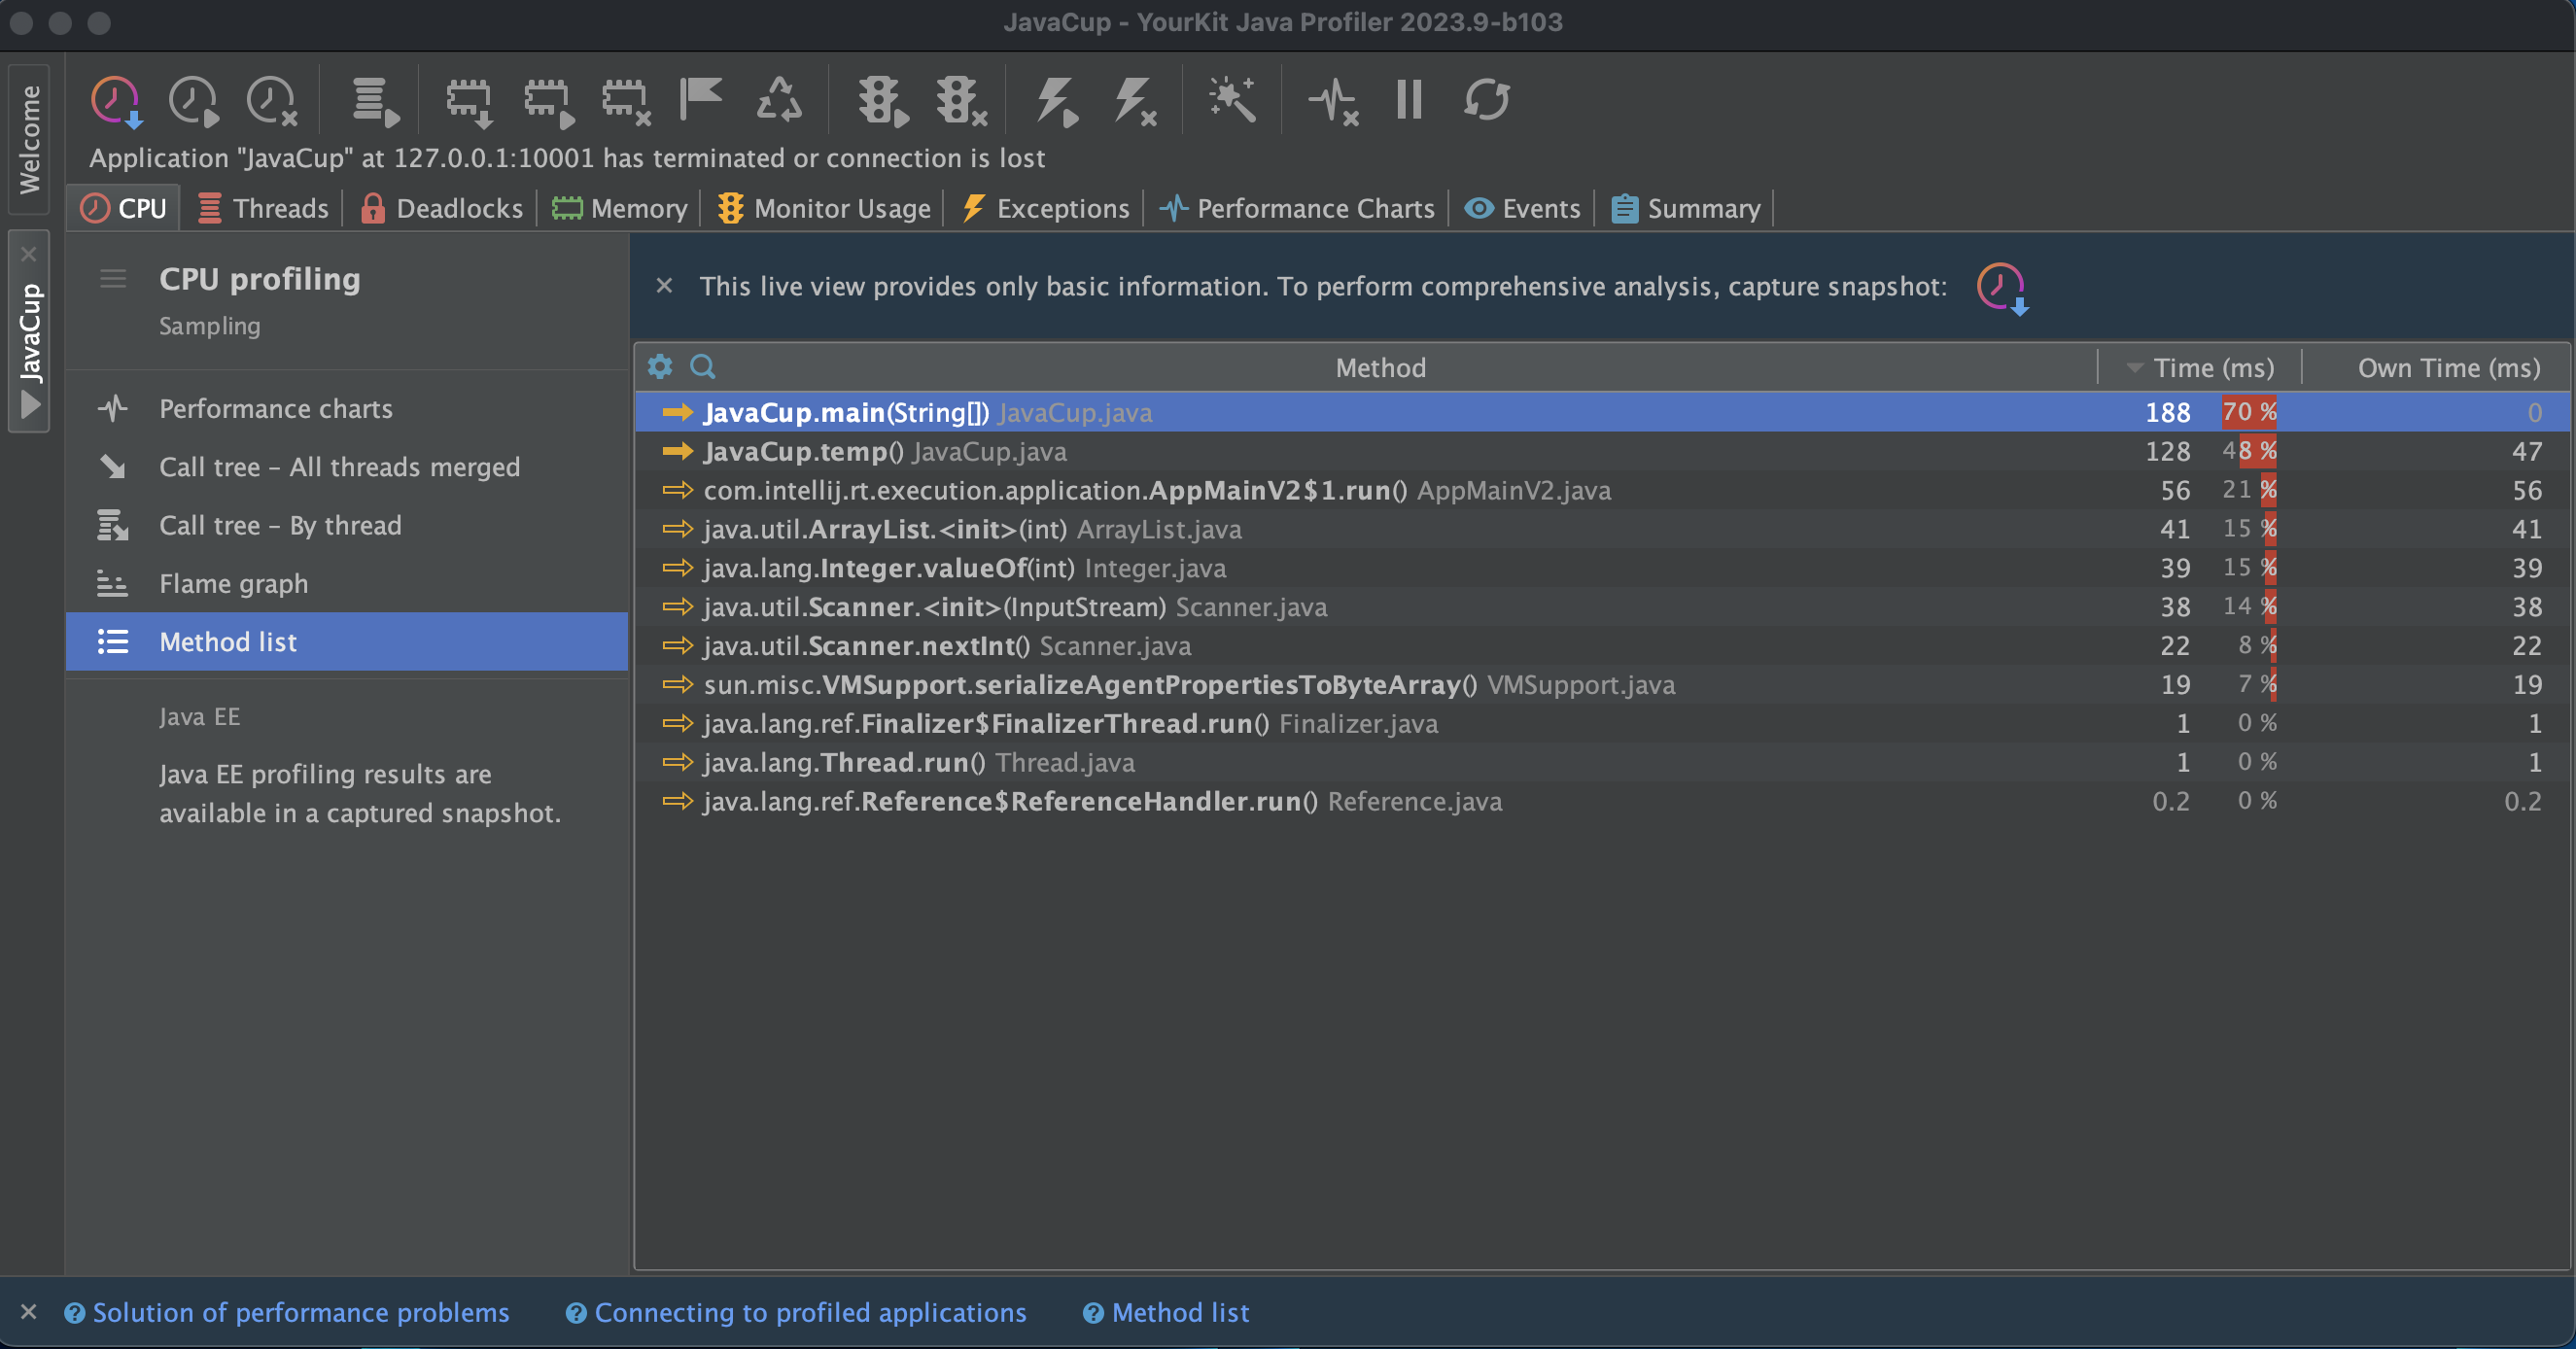 JavaCup - YourKit Java Profiler 2023.9-b103
Welcome
JavaCup
Application "JavaCup" at 127.0.0.1:10001 has terminated or connection is lost
CPU Threads Deadlocks Memory Monitor Usage Exceptions Performance Charts Events Summary
CPU profiling
Sampling
Performance charts
Call tree – All threads merged
Call tree – By thread
Flame graph
Method list
Java EE
Java EE profiling results are
available in a captured snapshot.
This live view provides only basic information. To perform comprehensive analysis, capture snapshot:
Method Time (ms) Own Time (ms)
JavaCup.main(String[]) JavaCup.java 188 70 % 0
JavaCup.temp() JavaCup.java 128 48 % 47
com.intellij.rt.execution.application.AppMainV2$1.run() AppMainV2.java 56 21 % 56
java.util.ArrayList.<init>(int) ArrayList.java 41 15 % 41
java.lang.Integer.valueOf(int) Integer.java 39 15 % 39
java.util.Scanner.<init>(InputStream) Scanner.java 38 14 % 38
java.util.Scanner.nextInt() Scanner.java 22 8 % 22
sun.misc.VMSupport.serializeAgentPropertiesToByteArray() VMSupport.java 19 7 % 19
java.lang.ref.Finalizer$FinalizerThread.run() Finalizer.java 1 0 % 1
java.lang.Thread.run() Thread.java 1 0 % 1
java.lang.ref.Reference$ReferenceHandler.run() Reference.java 0.2 0 % 0.2
Solution of performance problems Connecting to profiled applications Method list